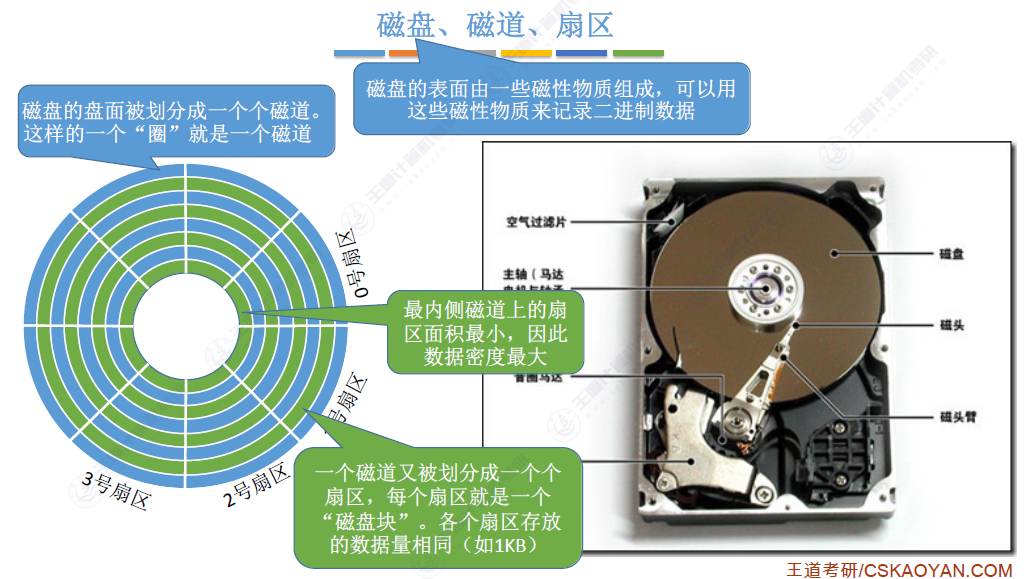 磁盘、磁道、扇区
磁盘的表面由一些磁性物质组成，可以用
这些磁性物质来记录二进制数据
磁盘的盘面被划分成一个个磁道。
这样的一个“圈”就是一个磁道
0号扇区
号扇区
2号扇区
3号扇区
最内侧磁道上的扇
区面积最小，因此
数据密度最大
一个磁道又被划分成一个个
扇区，每个扇区就是一个
“磁盘块”。各个扇区存放
的数据量相同（如1KB）
空气过滤片
主轴（马达
音圈马达
磁盘
磁头
磁头臂
王道计算机考研
王道考研/CSKAOYAN.COM